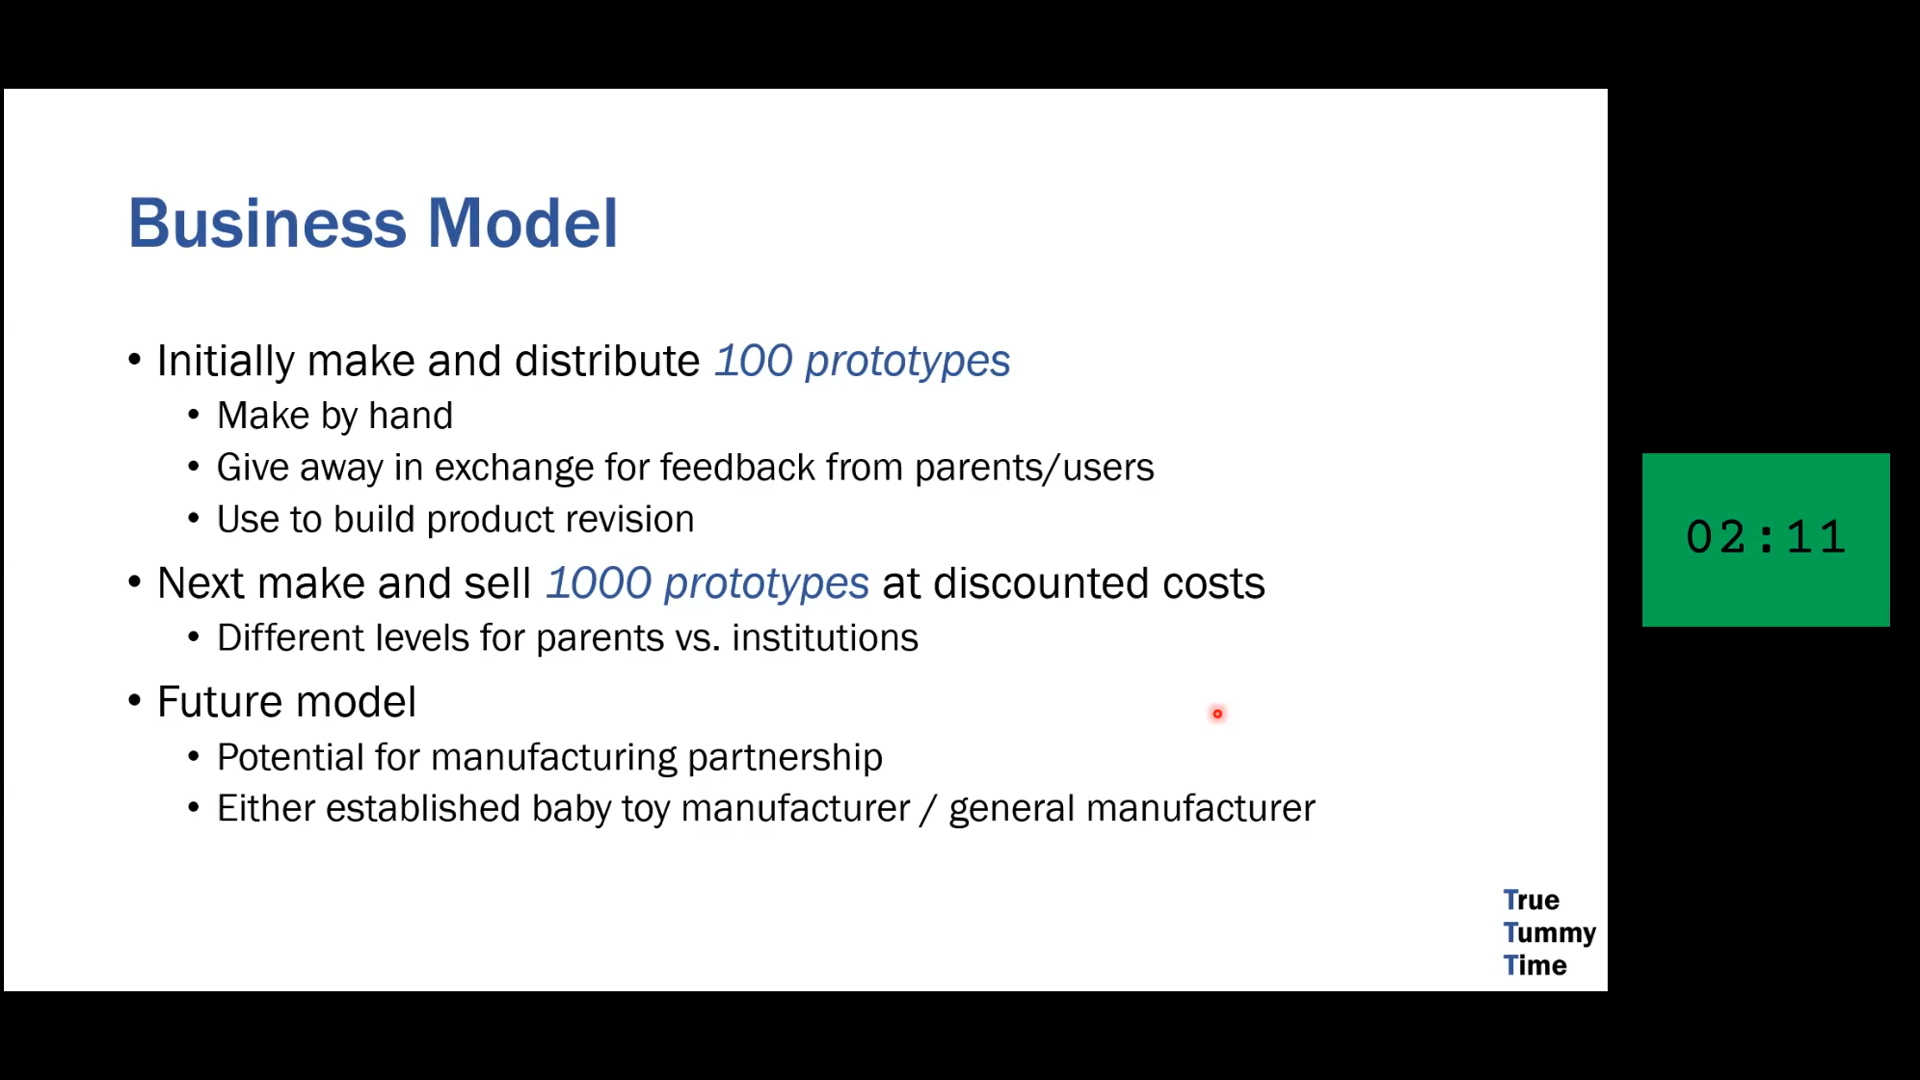 Business Model
• Initially make and distribute 100 prototypes
• Make by hand
• Give away in exchange for feedback from parents/users
• Use to build product revision
• Next make and sell 1000 prototypes at discounted costs
• Different levels for parents vs. institutions
• Future model
• Potential for manufacturing partnership
• Either established baby toy manufacturer / general manufacturer
True
Tummy
Time
02:11